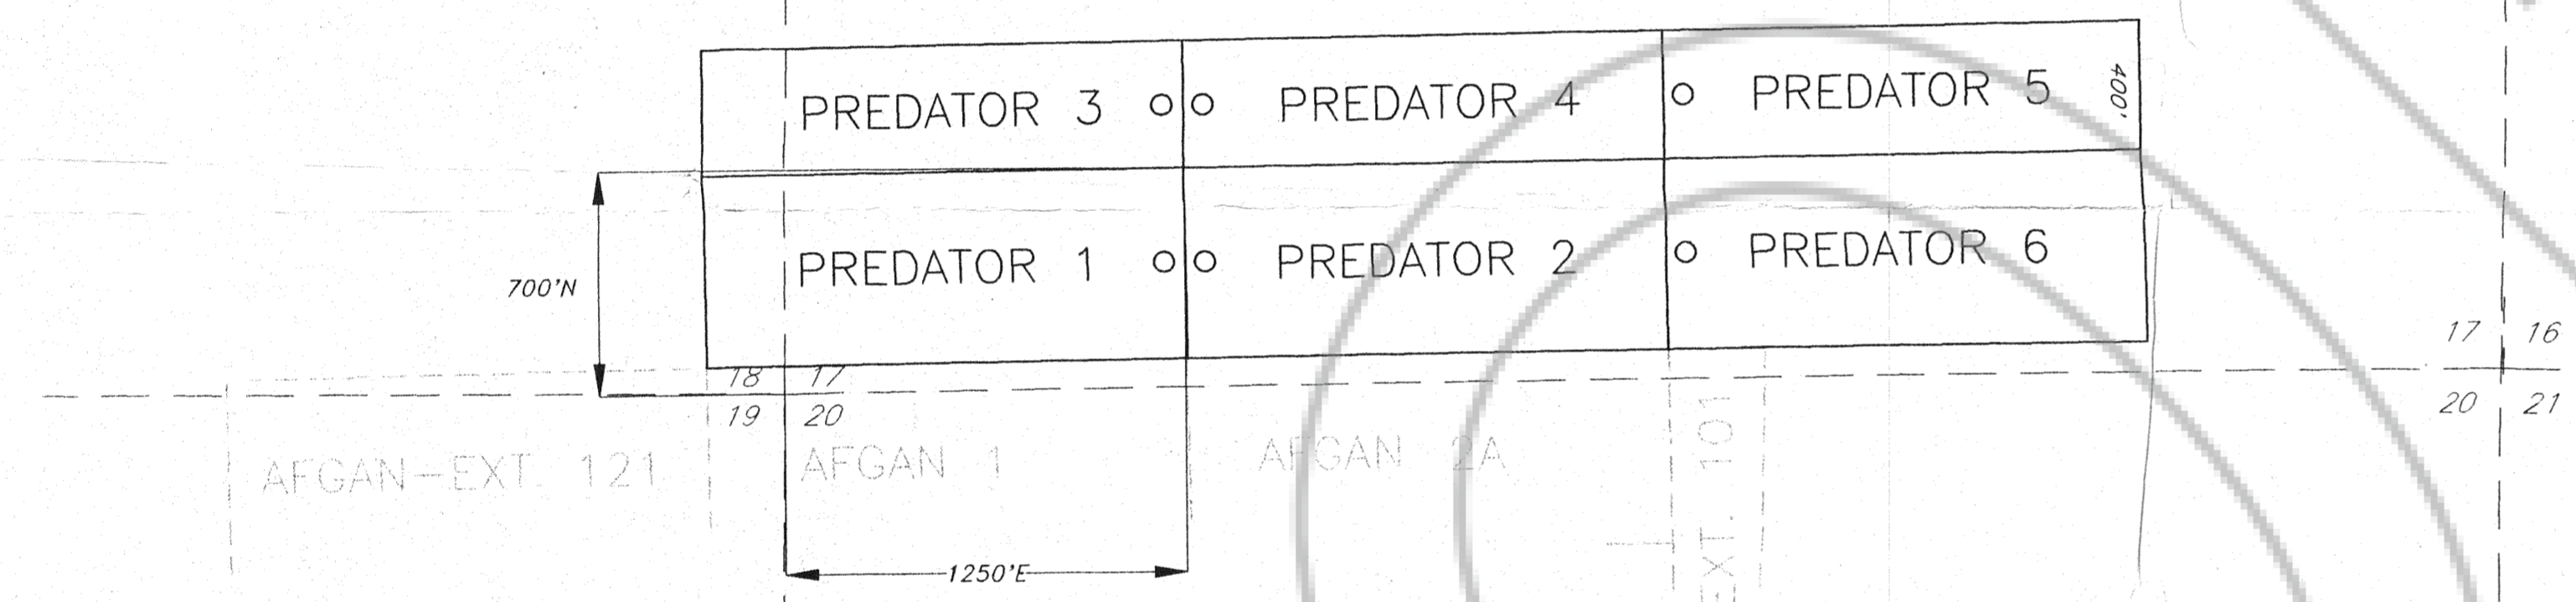 PREDATOR 3
PREDATOR 4
PREDATOR 5
400'
PREDATOR 1
PREDATOR 2
PREDATOR 6
700'N
18 17
19 20
17 16
20 21
AFGAN-EXT. 121
AFGAN 1
AFGAN 2A
EXT. 101
1250'E